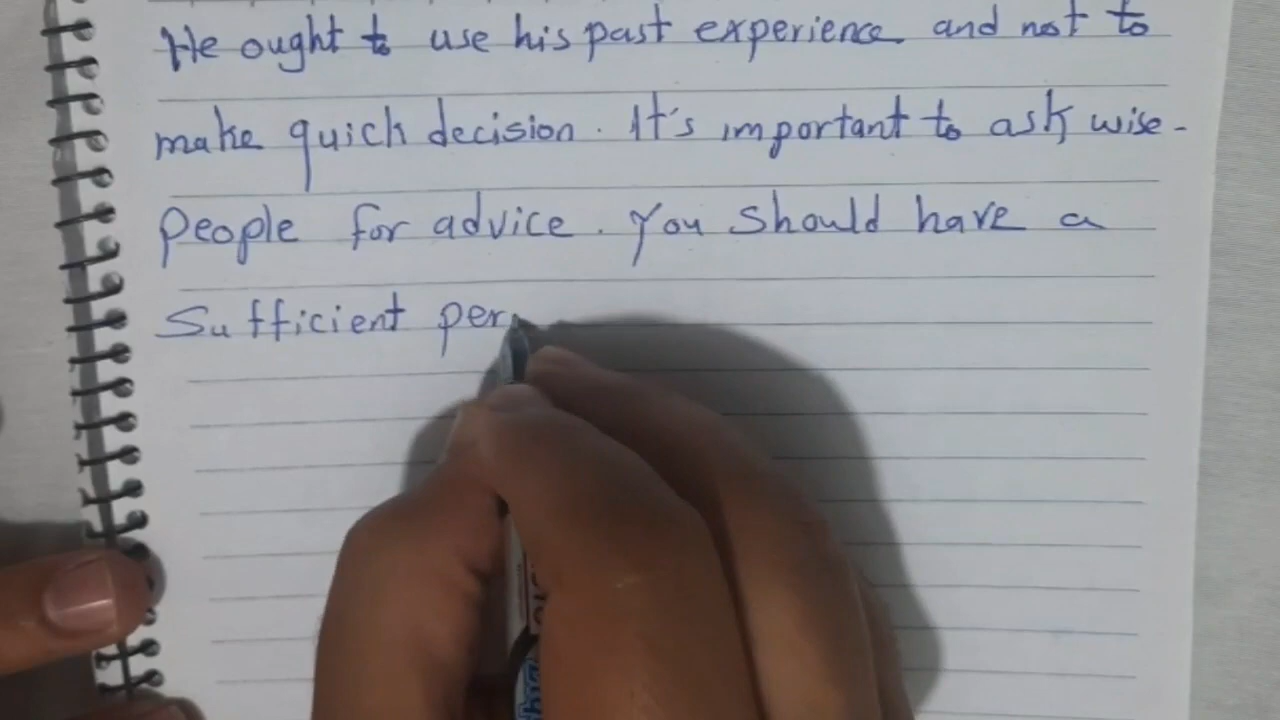 He ought to use his past experience and not to
make quick decision. It's important to ask wise-
people for advice. You should have a
Sufficient per